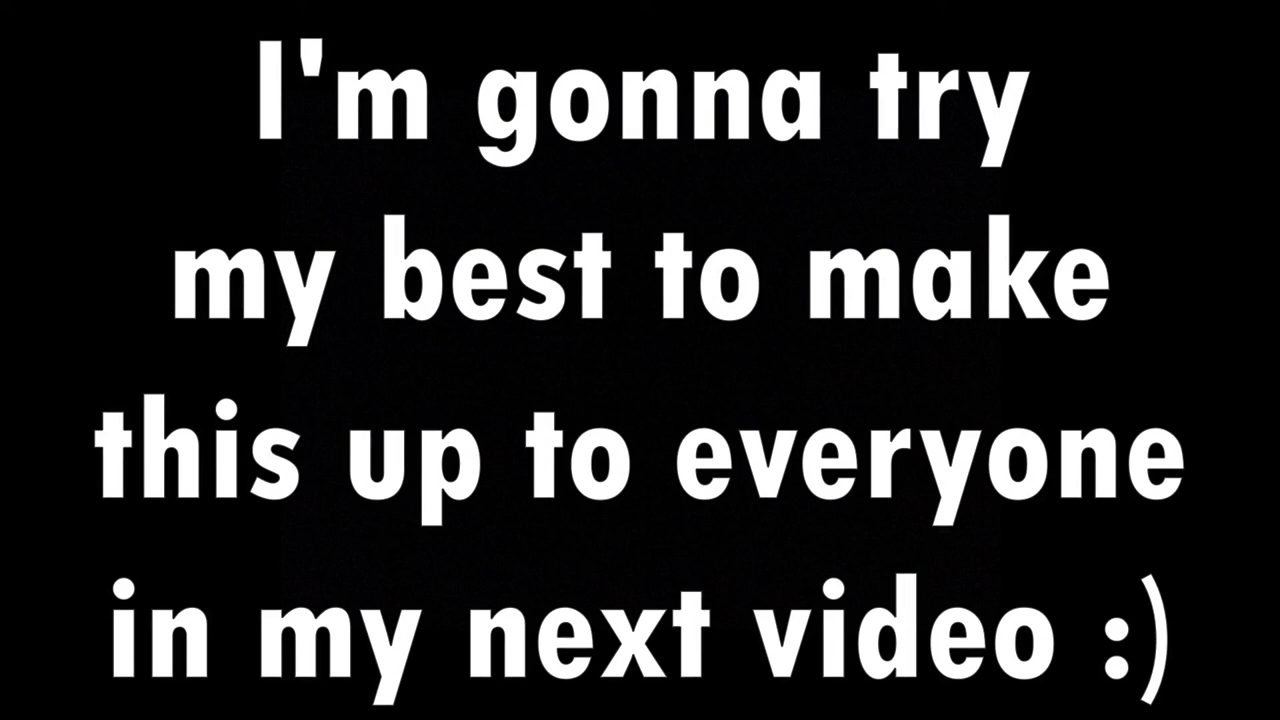 I'm gonna try
my best to make
this up to everyone
in my next video :)